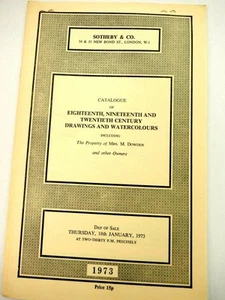 SOTHEBY & CO.
34 & 35 NEW BOND ST., LONDON, W.1
CATALOGUE
OF
EIGHTEENTH, NINETEENTH AND
TWENTIETH CENTURY
DRAWINGS AND WATERCOLOURS
INCLUDING
The Property of MRS. M. DOWDEN
and other Owners
DAY OF SALE
THURSDAY, 18th JANUARY, 1973
AT TWO-THIRTY P.M. PRECISELY
1973
Price 15p